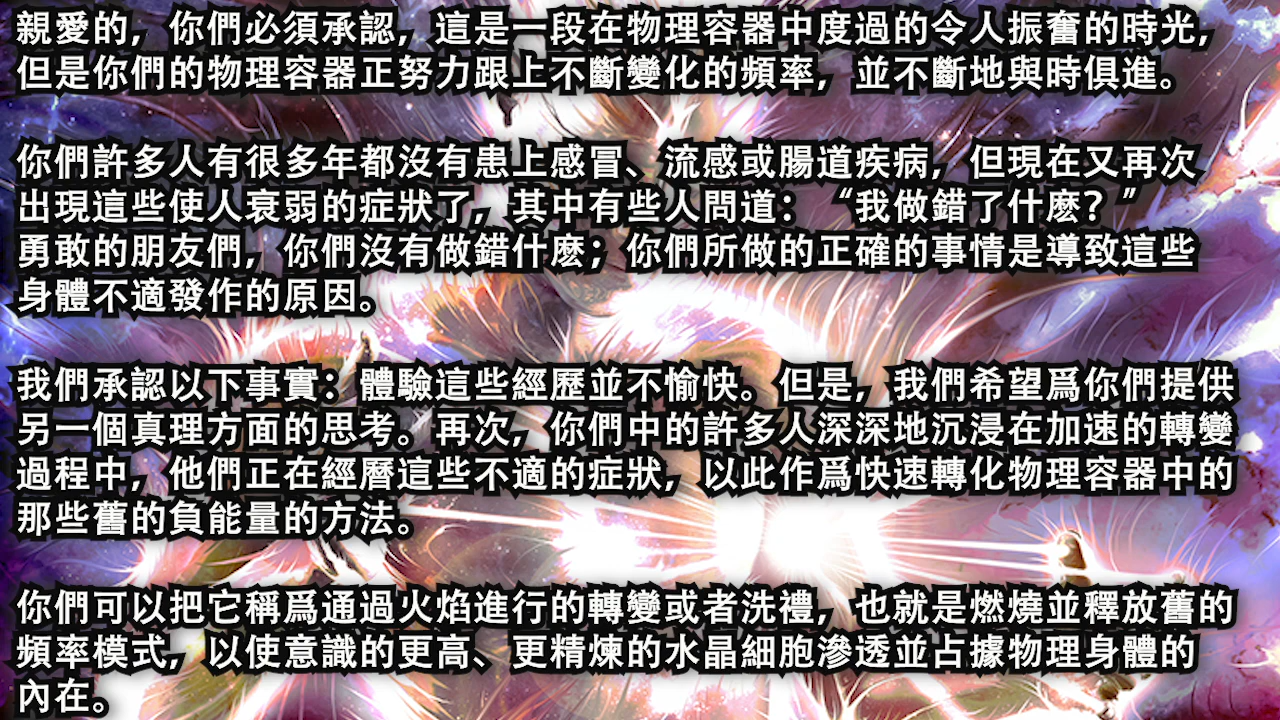 親愛的，你們必須承認，這是一段在物理容器中度過的令人振奮的時光，
但是你們的物理容器正努力跟上不斷變化的頻率，並不斷地與時俱進。
你們許多人有很多年都沒有患上感冒、流感或腸道疾病，但現在又再次
出現這些使人衰弱的症狀了，其中有些人問道：“我做錯了什麽？”
勇敢的朋友們，你們沒有做錯什麽；你們所做的正確的事情是導致這些
身體不適發作的原因。
我們承認以下事實：體驗這些經歷並不愉快。但是，我們希望爲你們提供
另一個真理方面的思考。再次，你們中的許多人深深地沉浸在加速的轉變
過程中，他們正在經曆這些不適的症狀，以此作爲快速轉化物理容器中的
那些舊的負能量的方法。
你們可以把它稱爲通過火焰進行的轉變或者洗禮，也就是燃燒並釋放舊的
頻率模式，以使意識的更高、更精煉的水晶細胞滲透並占據物理身體的
內在。